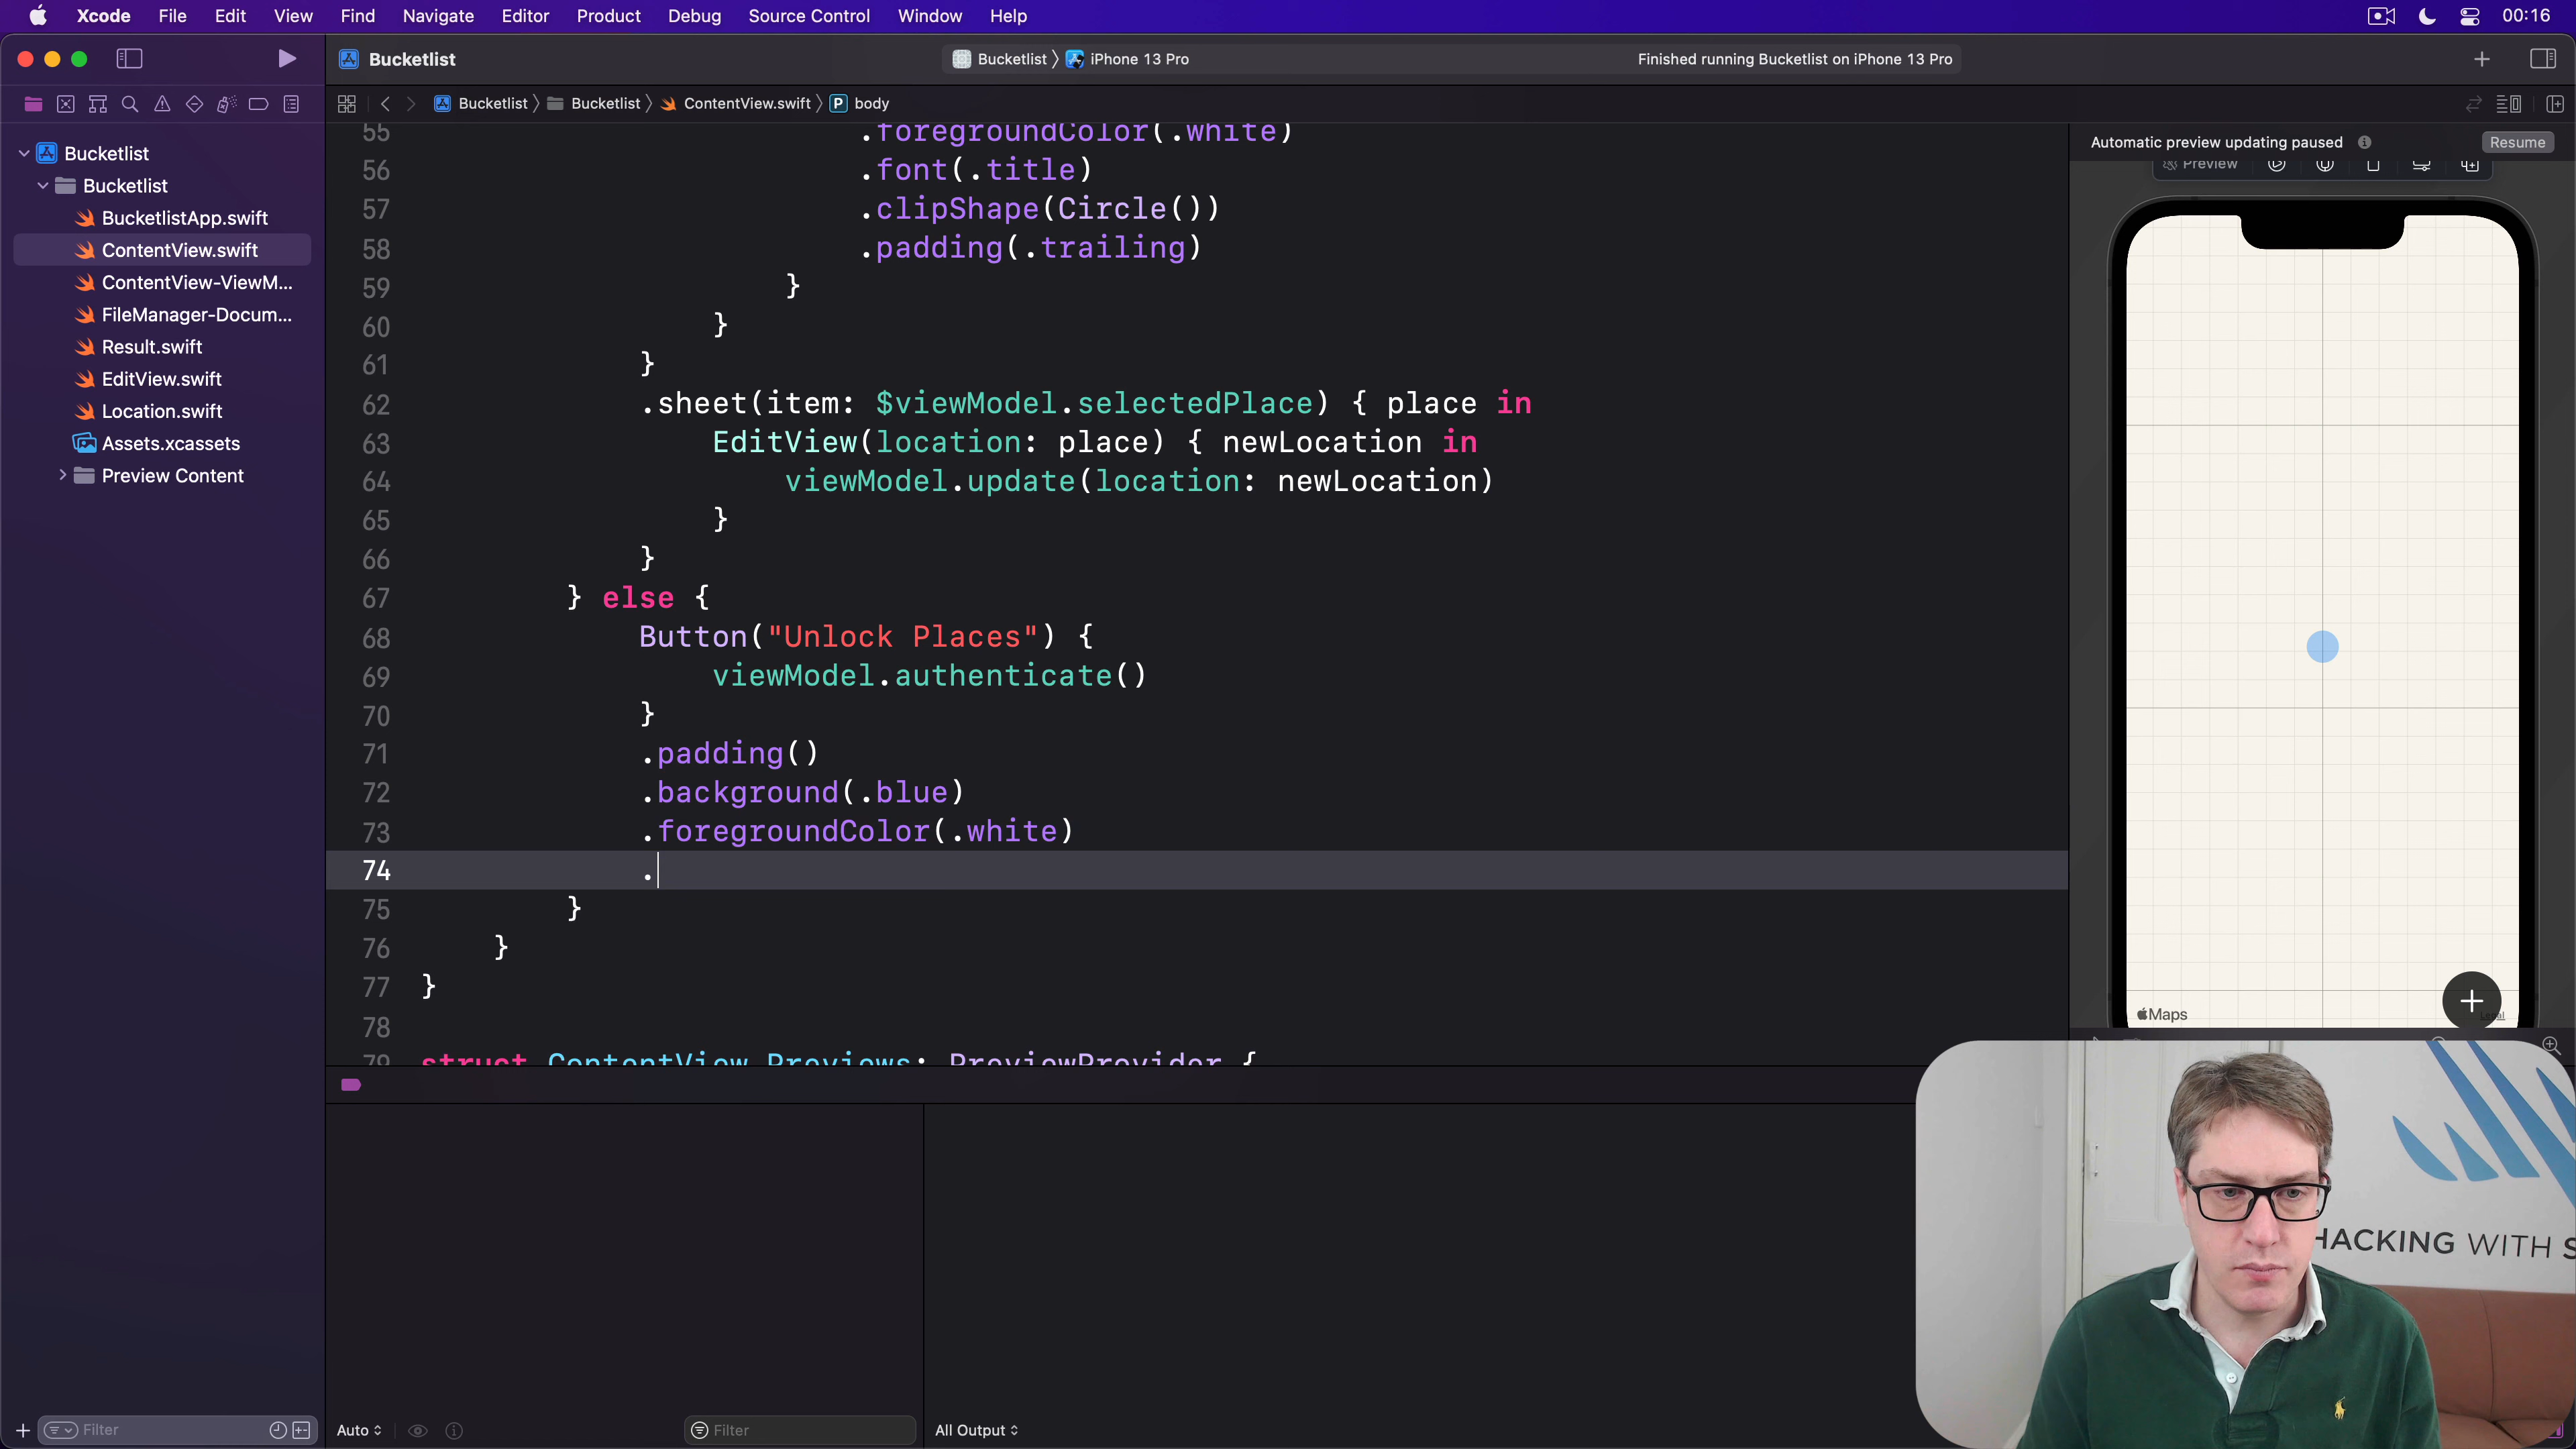 Xcode File Edit View Find Navigate Editor Product Debug Source Control Window Help 00:16
Bucketlist Bucketlist iPhone 13 Pro Finished running Bucketlist on iPhone 13 Pro
Bucketlist Bucketlist ContentView.swift P body
Bucketlist
Bucketlist
BucketlistApp.swift
ContentView.swift
ContentView-ViewM...
FileManager-Docum...
Result.swift
EditView.swift
Location.swift
Assets.xcassets
Preview Content
Filter
55 .foregroundColor(.white)
56 .font(.title)
57 .clipShape(Circle())
58 .padding(.trailing)
59 }
60 }
61 }
62 .sheet(item: $viewModel.selectedPlace) { place in
63 EditView(location: place) { newLocation in
64 viewModel.update(location: newLocation)
65 }
66 }
67 } else {
68 Button("Unlock Places") {
69 viewModel.authenticate()
70 }
71 .padding()
72 .background(.blue)
73 .foregroundColor(.white)
74 .
75 }
76 }
77 }
78
79 struct ContentView_Previews: PreviewProvider {
Automatic preview updating paused Resume
Preview
Maps
Legal
Auto Filter All Output
HACKING WITH S